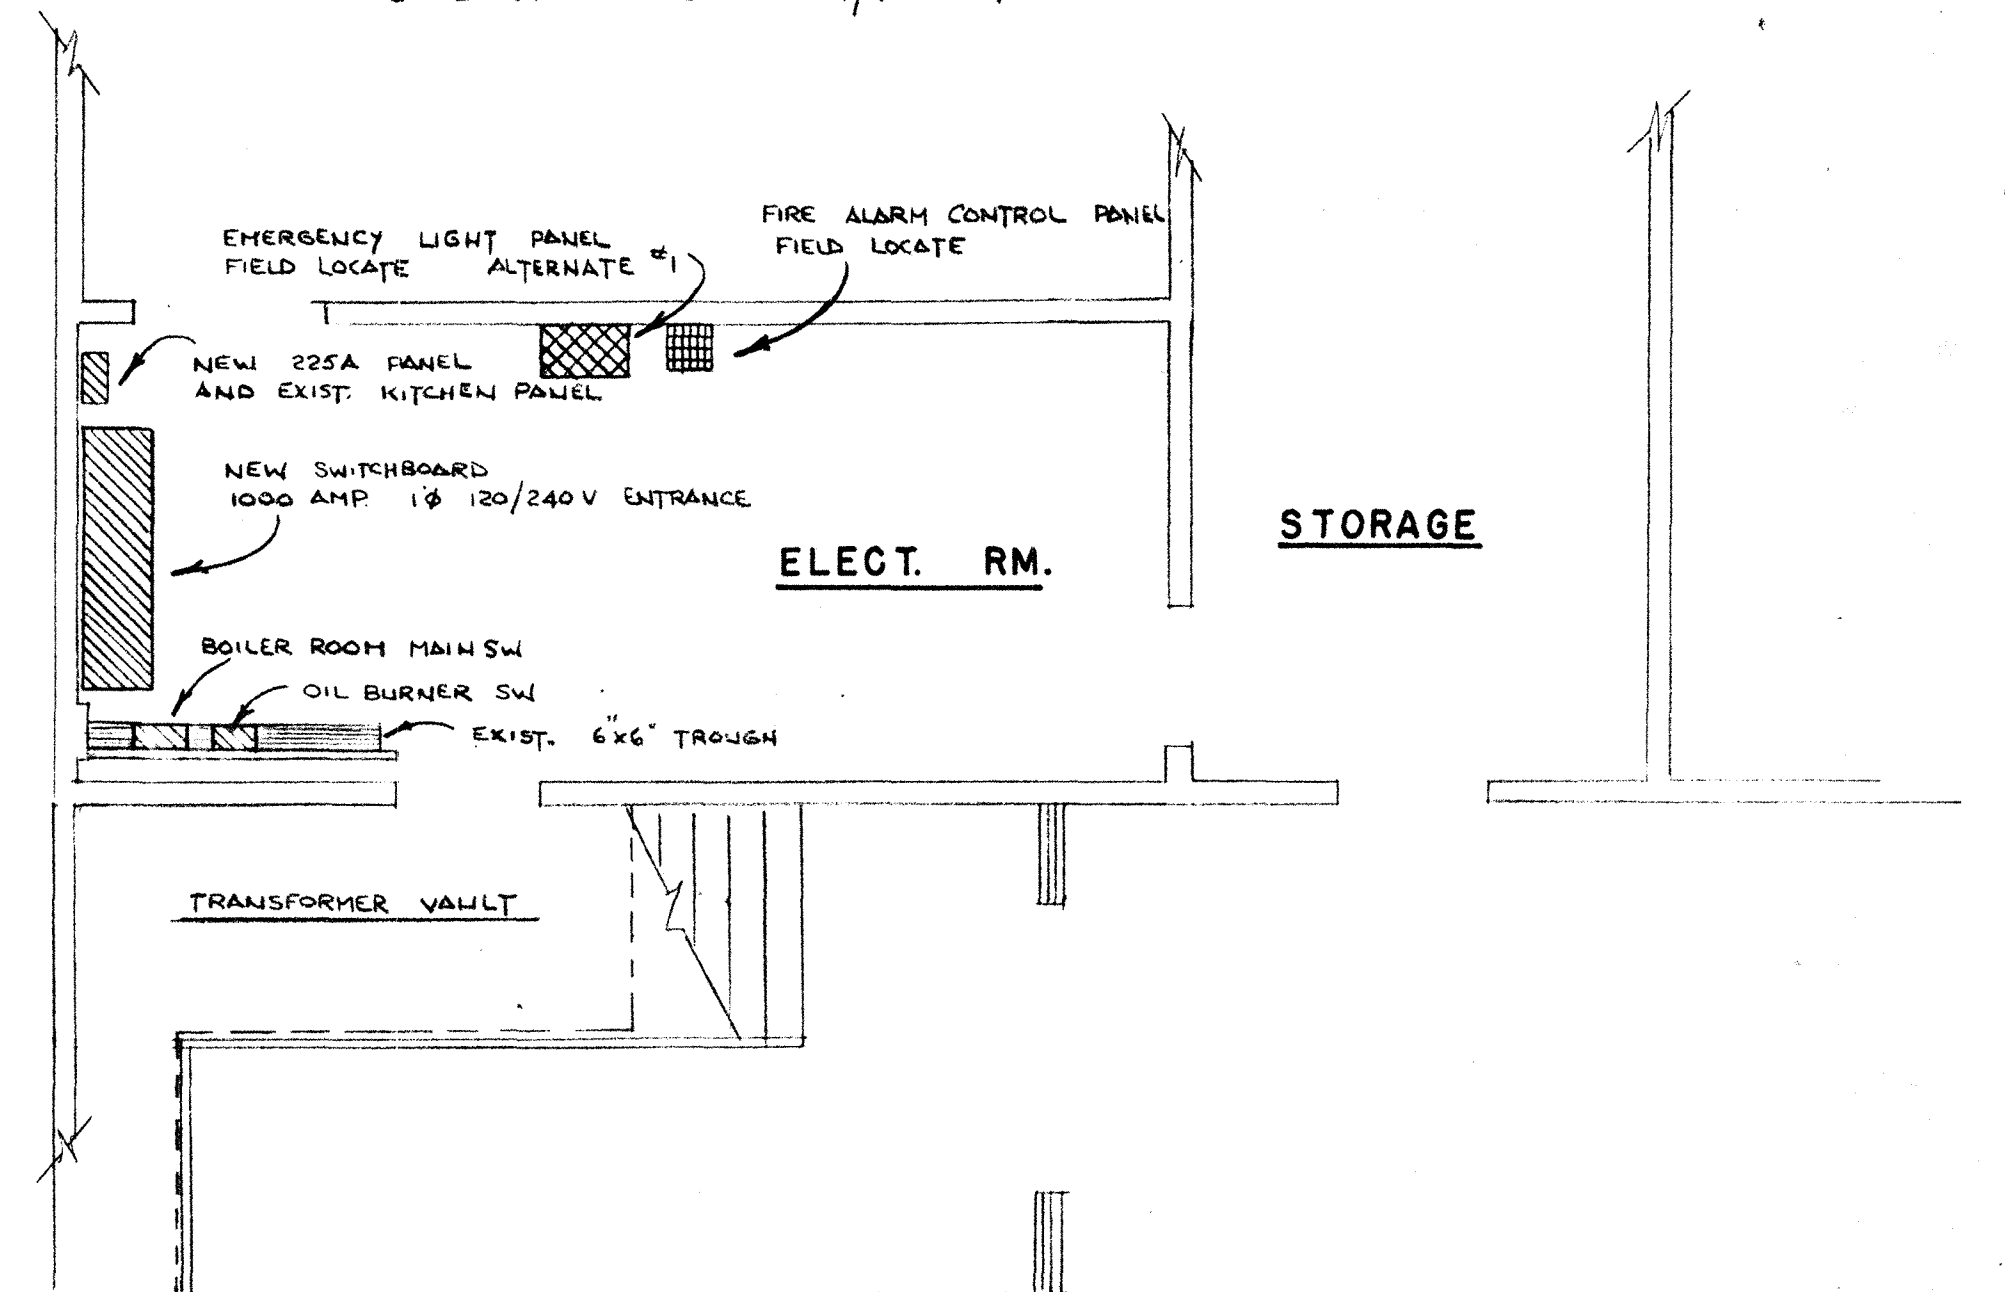 EMERGENCY LIGHT PANEL
FIELD LOCATE ALTERNATE #1
FIRE ALARM CONTROL PANEL
FIELD LOCATE
NEW 225A PANEL
AND EXIST. KITCHEN PANEL
NEW SWITCHBOARD
1000 AMP. 1Ø 120/240V ENTRANCE
ELECT. RM.
STORAGE
BOILER ROOM MAIN SW
OIL BURNER SW
EXIST. 6"x6" TROUGH
TRANSFORMER VAULT